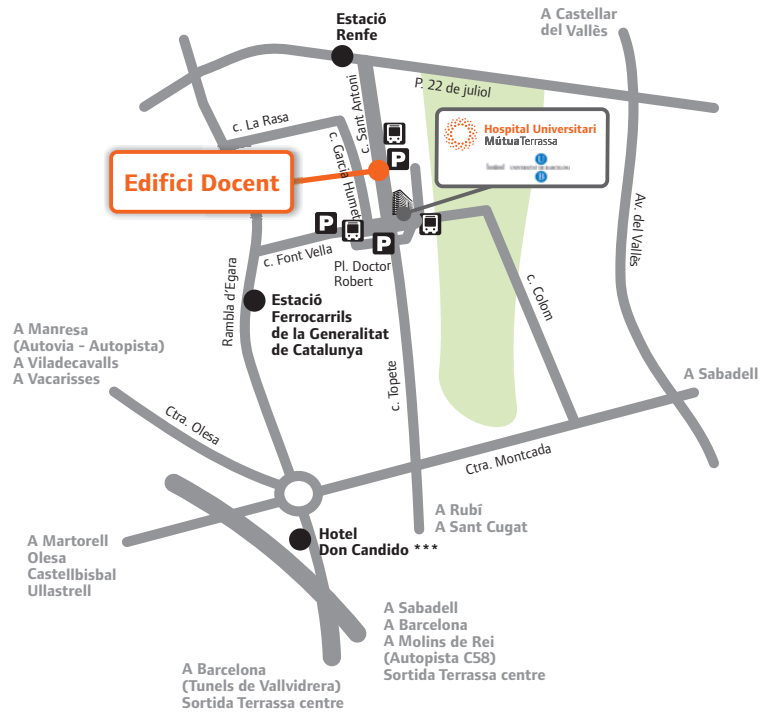 Estació
Renfe
A Castellar
del Vallès
P. 22 de juliol
c. Sant Antoni
c. La Rasa
c. Garcia Humet
Hospital Universitari
MútuaTerrassa
UNIVERSITAT DE BARCELONA
U
B
P
Edifici Docent
Av. del Vallès
P
P
c. Font Vella
Pl. Doctor
Robert
Rambla d'Egara
Estació
Ferrocarrils
de la Generalitat
de Catalunya
c. Colom
A Manresa
(Autovia - Autopista)
A Viladecavalls
A Vacarisses
c. Topete
A Sabadell
Ctra. Olesa
Ctra. Montcada
A Rubí
A Sant Cugat
Hotel
Don Candido ***
A Martorell
Olesa
Castellbisbal
Ullastrell
A Sabadell
A Barcelona
A Molins de Rei
(Autopista C58)
Sortida Terrassa centre
A Barcelona
(Tunels de Vallvidrera)
Sortida Terrassa centre